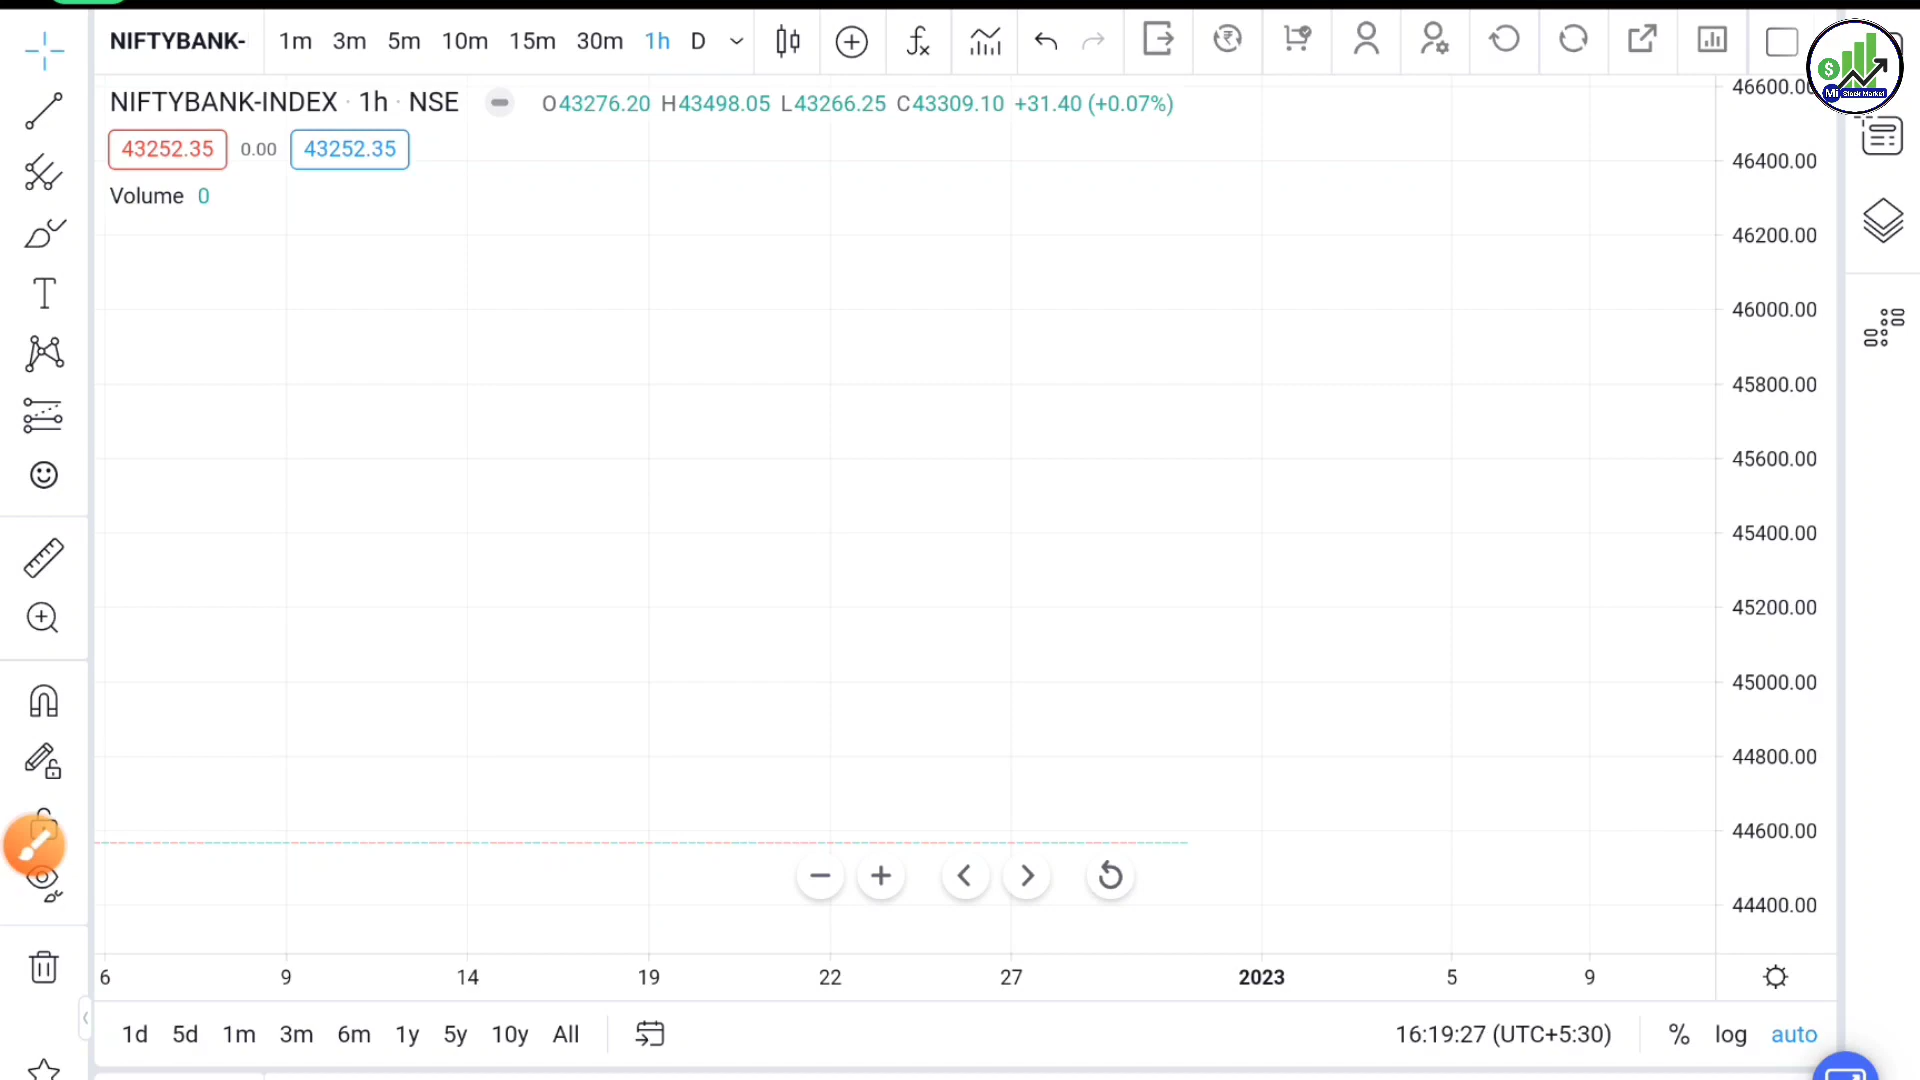 NIFTYBANK- 1m 3m 5m 10m 15m 30m 1h D
NIFTYBANK-INDEX · 1h · NSE O43276.20 H43498.05 L43266.25 C43309.10 +31.40 (+0.07%)
43252.35 0.00 43252.35
Volume 0
Mi Stock Market
46600.00
46400.00
46200.00
46000.00
45800.00
45600.00
45400.00
45200.00
45000.00
44800.00
44600.00
44400.00
6 9 14 19 22 27 2023 5 9
1d 5d 1m 3m 6m 1y 5y 10y All 16:19:27 (UTC+5:30) % log auto